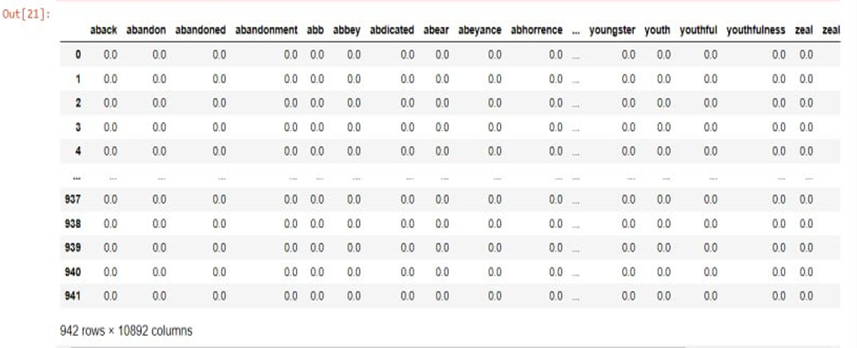 Out[21]:
aback abandon abandoned abandonment abb abbey abdicated abear abeyance abhorrence ... youngster youth youthful youthfulness zeal zeal
0 0.0 0.0 0.0 0.0 0.0 0.0 0.0 0.0 0.0 0.0 ... 0.0 0.0 0.0 0.0 0.0
1 0.0 0.0 0.0 0.0 0.0 0.0 0.0 0.0 0.0 0.0 ... 0.0 0.0 0.0 0.0 0.0
2 0.0 0.0 0.0 0.0 0.0 0.0 0.0 0.0 0.0 0.0 ... 0.0 0.0 0.0 0.0 0.0
3 0.0 0.0 0.0 0.0 0.0 0.0 0.0 0.0 0.0 0.0 ... 0.0 0.0 0.0 0.0 0.0
4 0.0 0.0 0.0 0.0 0.0 0.0 0.0 0.0 0.0 0.0 ... 0.0 0.0 0.0 0.0 0.0
... ... ... ... ... ... ... ... ... ... ... ... ... ... ... ... ...
937 0.0 0.0 0.0 0.0 0.0 0.0 0.0 0.0 0.0 0.0 ... 0.0 0.0 0.0 0.0 0.0
938 0.0 0.0 0.0 0.0 0.0 0.0 0.0 0.0 0.0 0.0 ... 0.0 0.0 0.0 0.0 0.0
939 0.0 0.0 0.0 0.0 0.0 0.0 0.0 0.0 0.0 0.0 ... 0.0 0.0 0.0 0.0 0.0
940 0.0 0.0 0.0 0.0 0.0 0.0 0.0 0.0 0.0 0.0 ... 0.0 0.0 0.0 0.0 0.0
941 0.0 0.0 0.0 0.0 0.0 0.0 0.0 0.0 0.0 0.0 ... 0.0 0.0 0.0 0.0 0.0
942 rows × 10892 columns